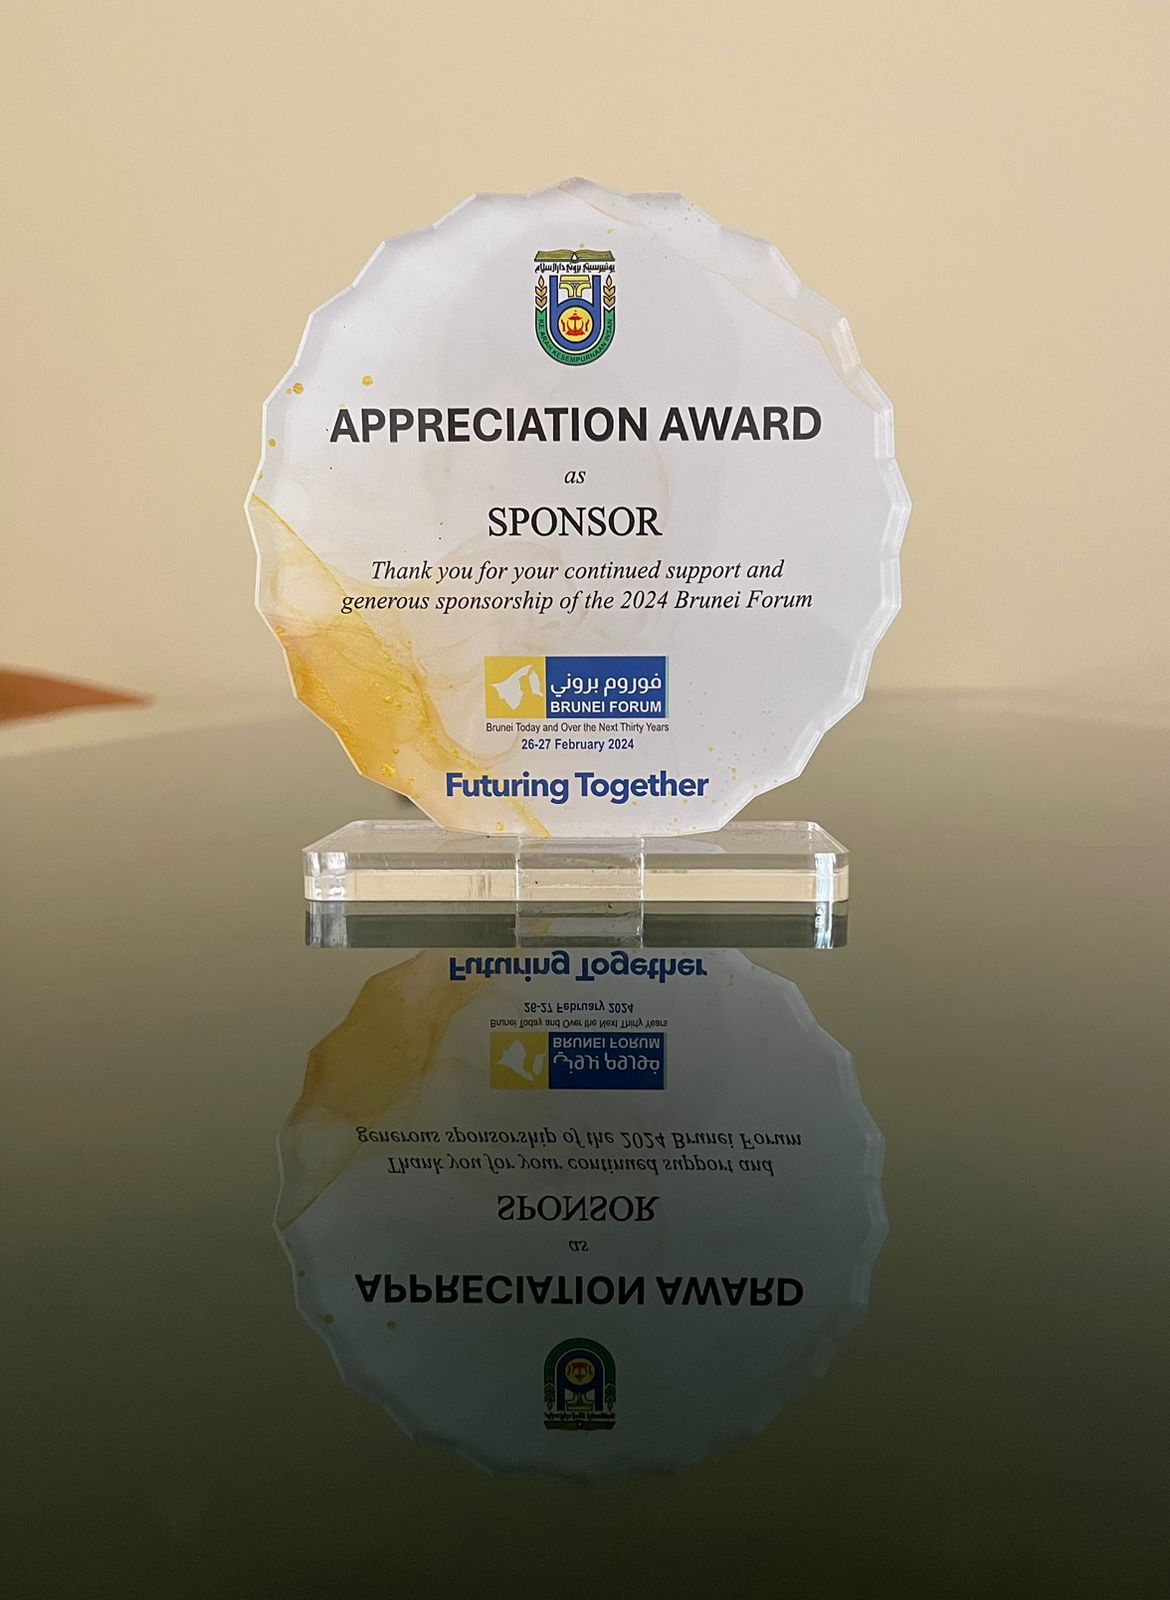 يونيبرسيتي بروني دارالسلام
KE ARAH KESEMPURNAAN INSAN
APPRECIATION AWARD
as
SPONSOR
Thank you for your continued support and
generous sponsorship of the 2024 Brunei Forum
فوروم بروني
BRUNEI FORUM
Brunei Today and Over the Next Thirty Years
26-27 February 2024
Futuring Together